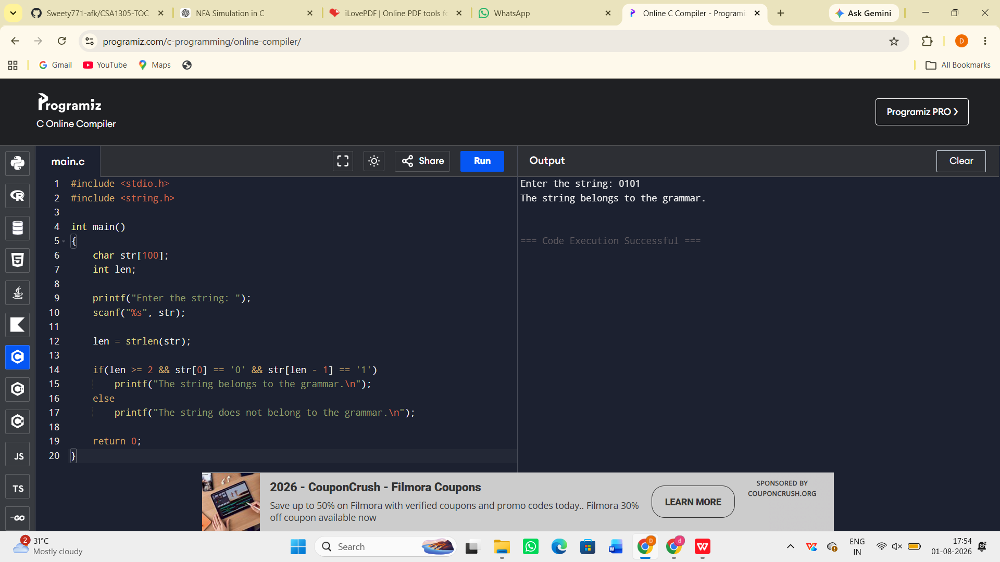 Sweety771-afk/CSA1305-TOC
NFA Simulation in C
iLovePDF | Online PDF tools fo
WhatsApp
Online C Compiler - Programi
Ask Gemini
programiz.com/c-programming/online-compiler/
D
Gmail
YouTube
Maps
All Bookmarks
Programiz
C Online Compiler
Programiz PRO
main.c
Share
Run
Output
Clear
1 #include <stdio.h>
2 #include <string.h>
3
4 int main()
5 {
6 char str[100];
7 int len;
8
9 printf("Enter the string: ");
10 scanf("%s", str);
11
12 len = strlen(str);
13
14 if(len >= 2 && str[0] == '0' && str[len - 1] == '1')
15 printf("The string belongs to the grammar.\n");
16 else
17 printf("The string does not belong to the grammar.\n");
18
19 return 0;
20 }
Enter the string: 0101
The string belongs to the grammar.
=== Code Execution Successful ===
JS
TS
GO
2026 - CouponCrush - Filmora Coupons
Save up to 50% on Filmora with verified coupons and promo codes today.. Filmora 30%
off coupon available now
LEARN MORE
SPONSORED BY
COUPONCRUSH.ORG
2
31°C
Mostly cloudy
Search
D
d
ENG
IN
17:54
01-08-2026